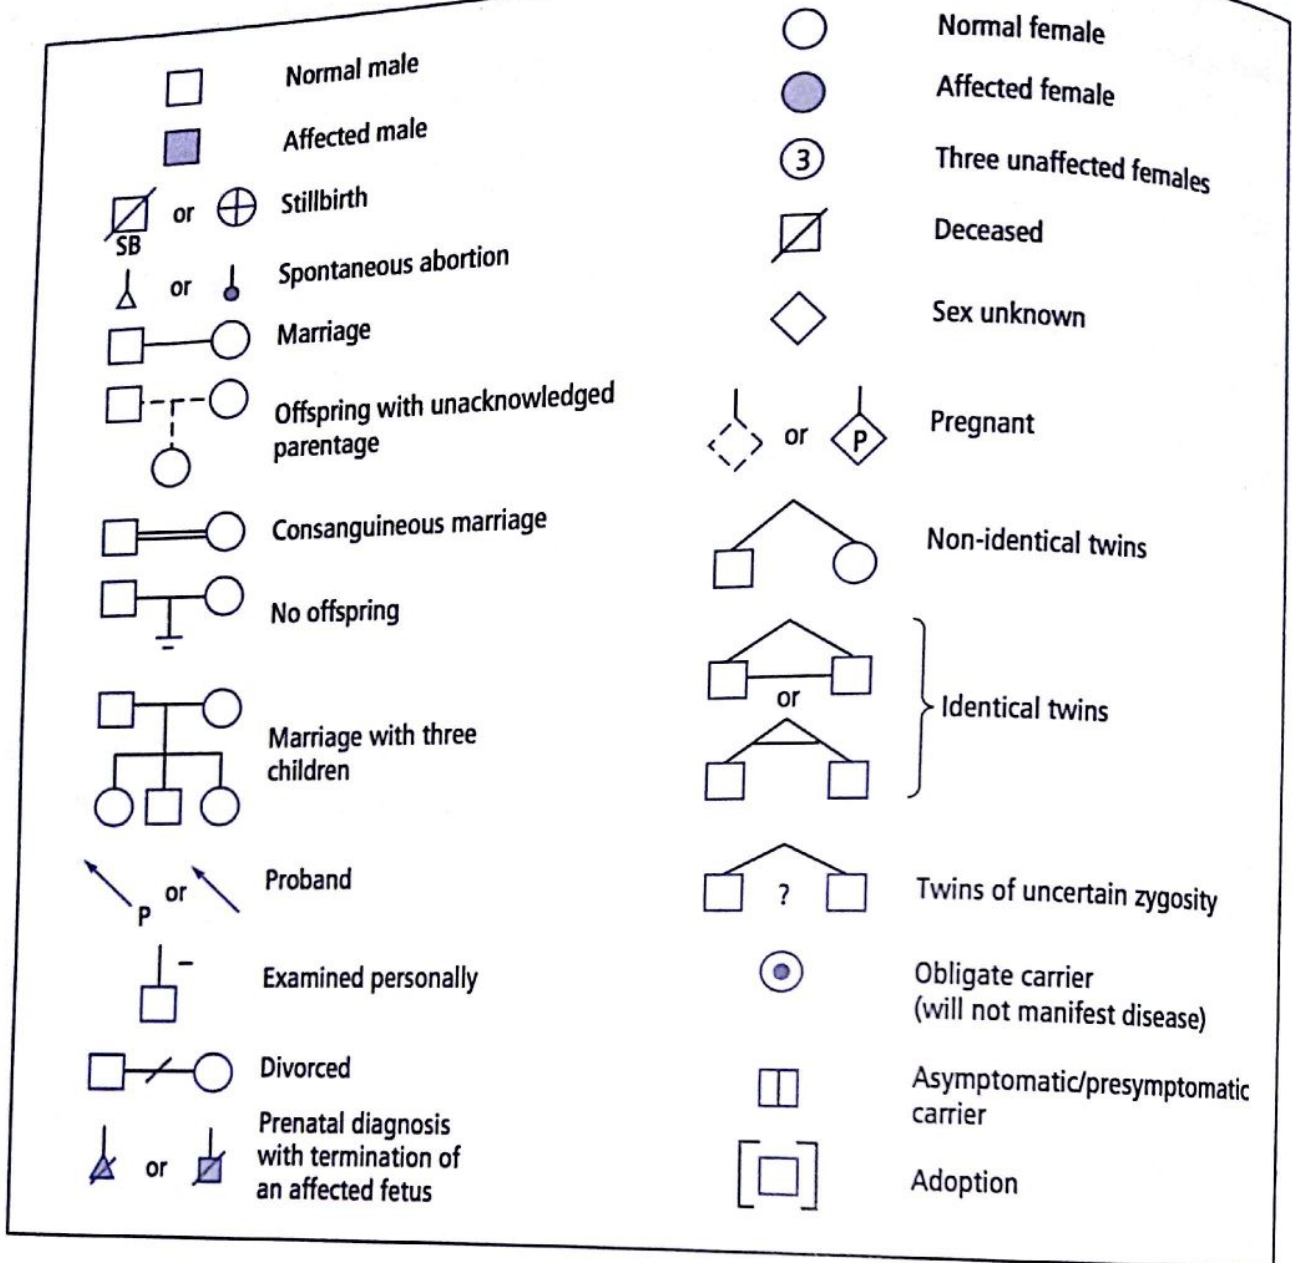 Normal male
Affected male
or
Stillbirth
SB
or
Spontaneous abortion
Marriage
Offspring with unacknowledged
parentage
Consanguineous marriage
No offspring
Marriage with three
children
P
or
Proband
Examined personally
Divorced
or
Prenatal diagnosis
with termination of
an affected fetus
Normal female
Affected female
3
Three unaffected females
Deceased
Sex unknown
or
P
Pregnant
Non-identical twins
or
Identical twins
?
Twins of uncertain zygosity
Obligate carrier
(will not manifest disease)
Asymptomatic/presymptomatic
carrier
Adoption